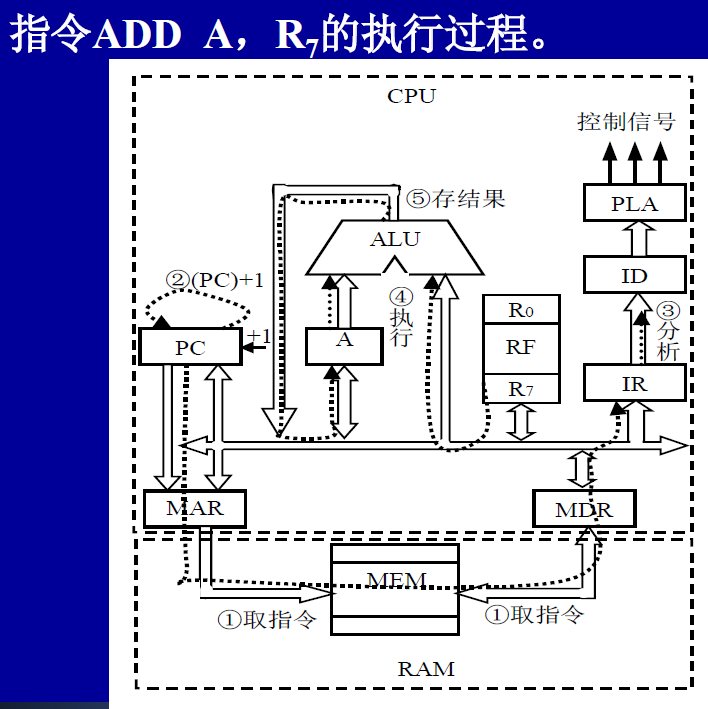 指令ADD A，R7的执行过程。
CPU
控制信号
PLA
⑤存结果
ALU
ID
②(PC)+1
④执行
R0
③分析
+1
PC
A
RF
R7
IR
MAR
MDR
MEM
①取指令
①取指令
RAM